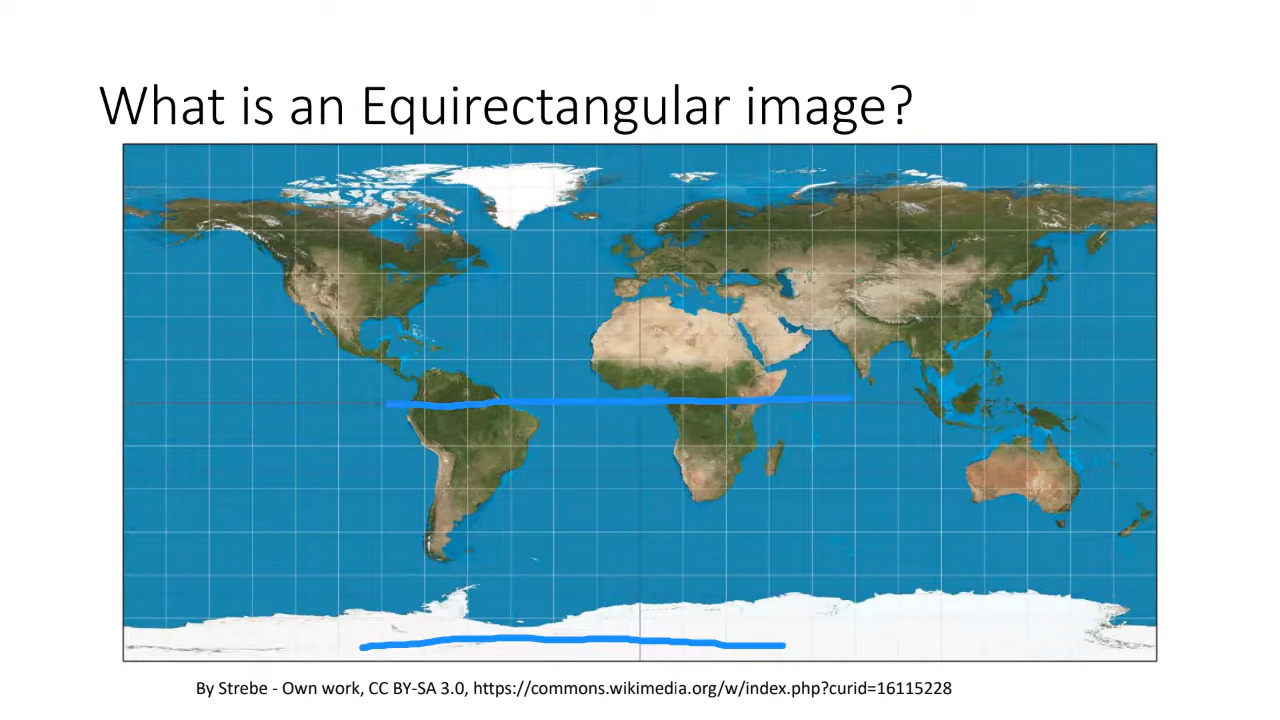 What is an Equirectangular image?
By Strebe - Own work, CC BY-SA 3.0, https://commons.wikimedia.org/w/index.php?curid=16115228